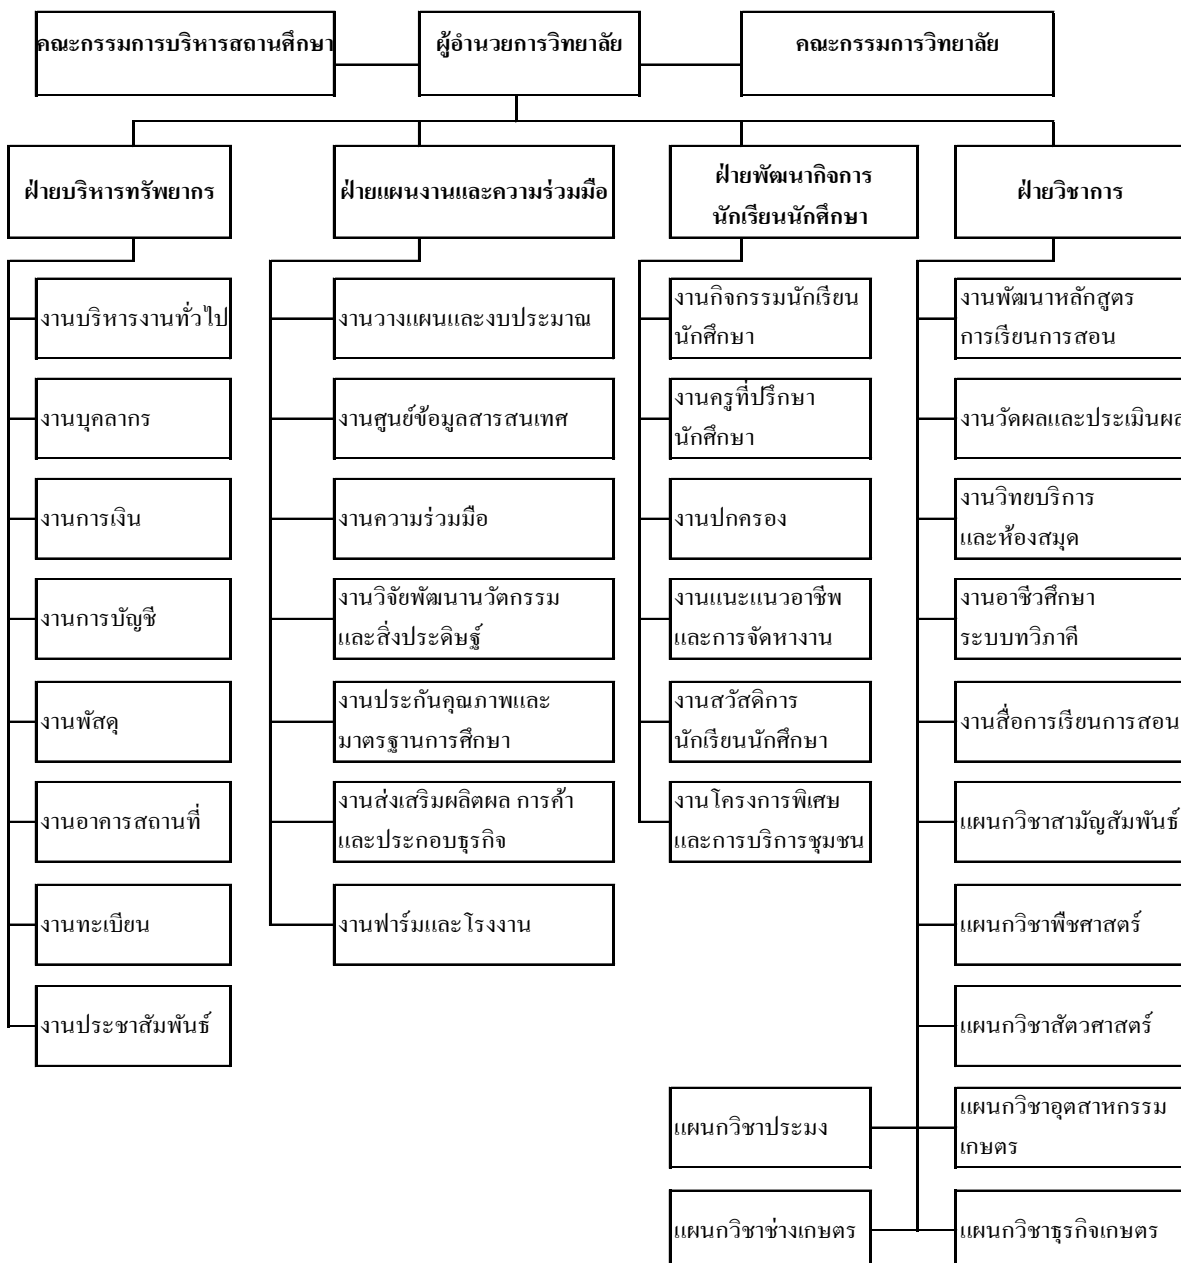 คณะกรรมการบริหารสถานศึกษา
ผู้อำนวยการวิทยาลัย
คณะกรรมการวิทยาลัย
ฝ่ายบริหารทรัพยากร
ฝ่ายแผนงานและความร่วมมือ
ฝ่ายพัฒนากิจการ
นักเรียนนักศึกษา
ฝ่ายวิชาการ
งานบริหารงานทั่วไป
งานบุคลากร
งานการเงิน
งานการบัญชี
งานพัสดุ
งานอาคารสถานที่
งานทะเบียน
งานประชาสัมพันธ์
งานวางแผนและงบประมาณ
งานศูนย์ข้อมูลสารสนเทศ
งานความร่วมมือ
งานวิจัยพัฒนานวัตกรรม
และสิ่งประดิษฐ์
งานประกันคุณภาพและ
มาตรฐานการศึกษา
งานส่งเสริมผลิตผล การค้า
และประกอบธุรกิจ
งานฟาร์มและโรงงาน
งานกิจกรรมนักเรียน
นักศึกษา
งานครูที่ปรึกษา
นักศึกษา
งานปกครอง
งานแนะแนวอาชีพ
และการจัดหางาน
งานสวัสดิการ
นักเรียนนักศึกษา
งานโครงการพิเศษ
และการบริการชุมชน
งานพัฒนาหลักสูตร
การเรียนการสอน
งานวัดผลและประเมินผล
งานวิทยบริการ
และห้องสมุด
งานอาชีวศึกษา
ระบบทวิภาคี
งานสื่อการเรียนการสอน
แผนกวิชาสามัญสัมพันธ์
แผนกวิชาพืชศาสตร์
แผนกวิชาสัตวศาสตร์
แผนกวิชาประมง
แผนกวิชาอุตสาหกรรม
เกษตร
แผนกวิชาช่างเกษตร
แผนกวิชาธุรกิจเกษตร